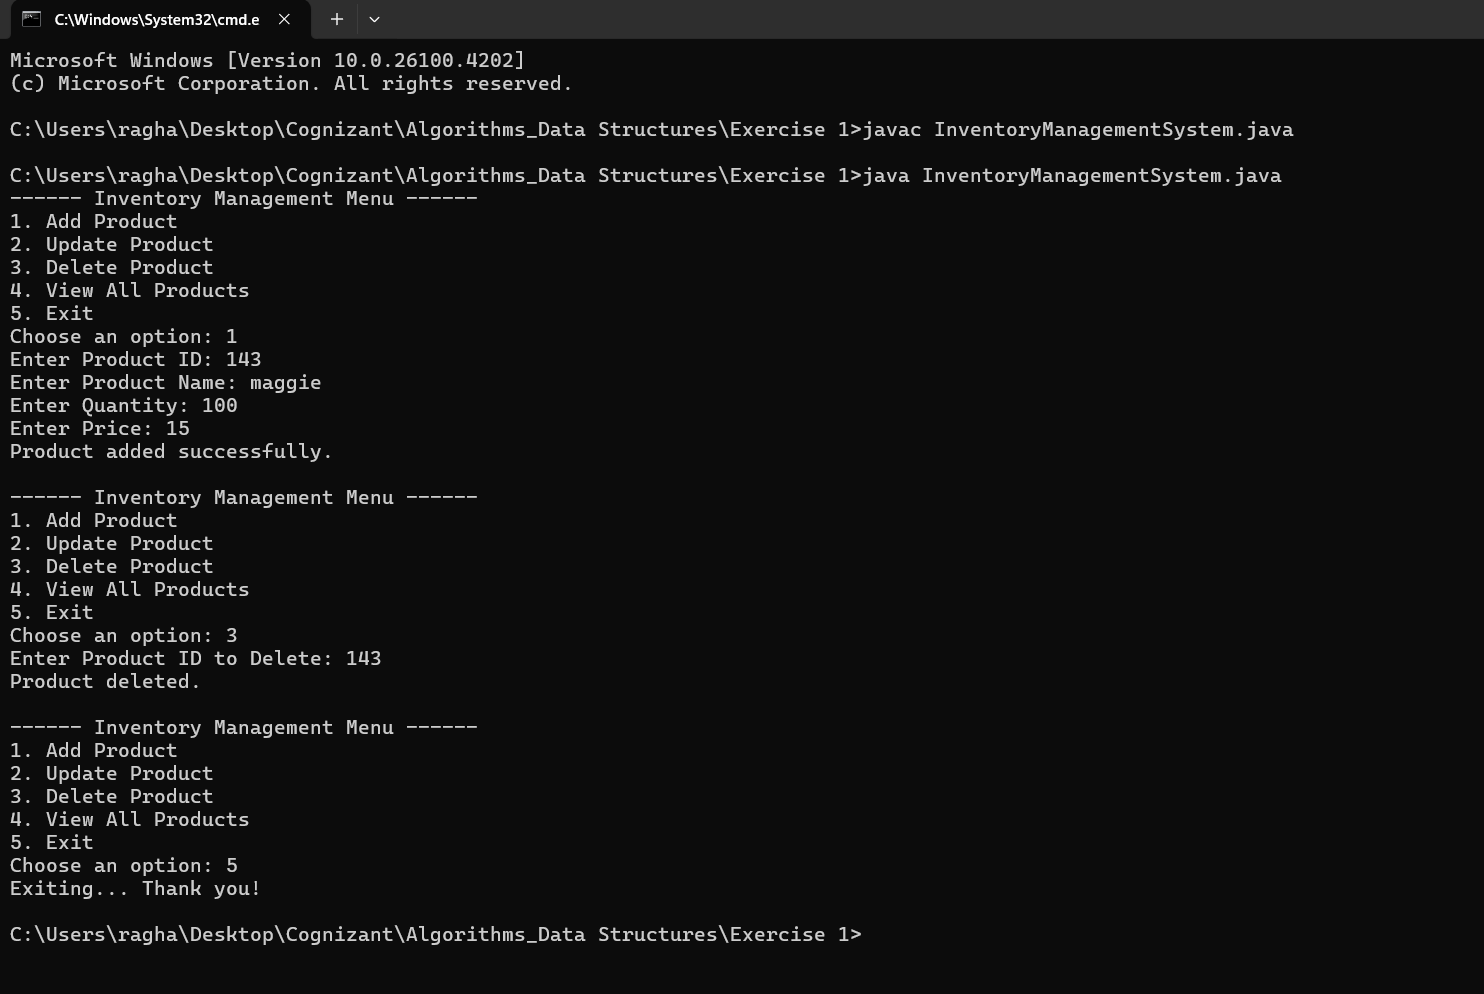 C:\Windows\System32\cmd.e
Microsoft Windows [Version 10.0.26100.4202]
(c) Microsoft Corporation. All rights reserved.
C:\Users\ragha\Desktop\Cognizant\Algorithms_Data Structures\Exercise 1>javac InventoryManagementSystem.java
C:\Users\ragha\Desktop\Cognizant\Algorithms_Data Structures\Exercise 1>java InventoryManagementSystem.java
------ Inventory Management Menu ------
1. Add Product
2. Update Product
3. Delete Product
4. View All Products
5. Exit
Choose an option: 1
Enter Product ID: 143
Enter Product Name: maggie
Enter Quantity: 100
Enter Price: 15
Product added successfully.
------ Inventory Management Menu ------
1. Add Product
2. Update Product
3. Delete Product
4. View All Products
5. Exit
Choose an option: 3
Enter Product ID to Delete: 143
Product deleted.
------ Inventory Management Menu ------
1. Add Product
2. Update Product
3. Delete Product
4. View All Products
5. Exit
Choose an option: 5
Exiting... Thank you!
C:\Users\ragha\Desktop\Cognizant\Algorithms_Data Structures\Exercise 1>